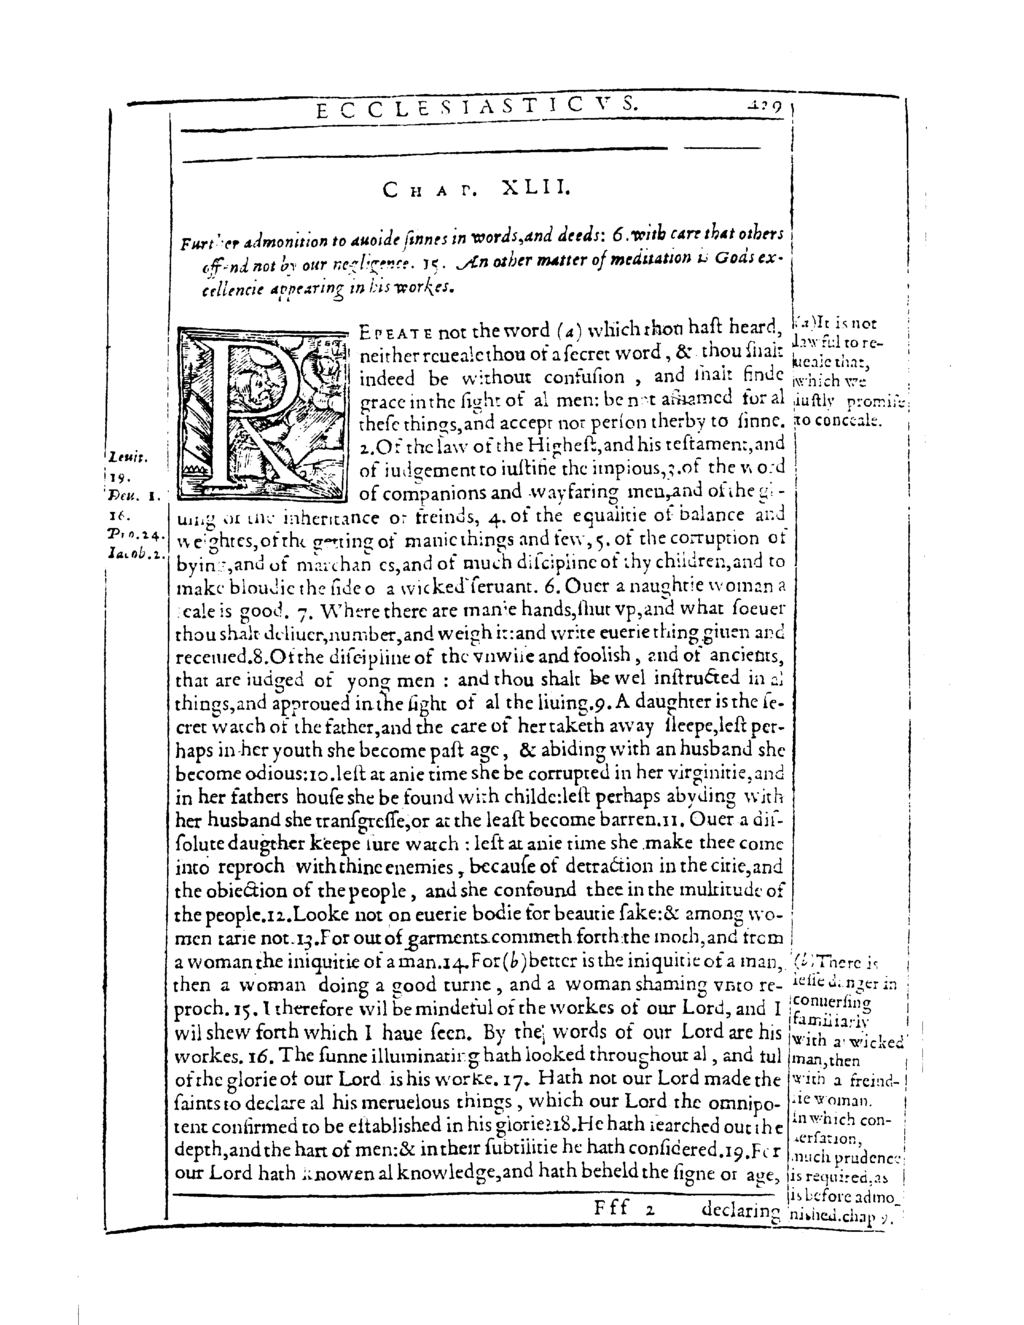 ECCLESIASTICVS. 429
CHAP. XLII.
Further admonition to auoide ſinnes in words,and deeds: 6.with care that others
offend not by our negligence. 15. An other matter of meditation is Gods ex-
cellencie appearing in his workes.
REPEATE not the word (a) which thou haſt heard,
neither reueale thou of a ſecret word, & thou ſhalt
indeed be without confuſion , and ſhalt finde
grace in the ſight of al men: be not aſhamed for al
theſe things,and accept not perſon therby to ſinne.
2.Of the law of the Higheſt,and his teſtament,and
of iudgement to iuſtifie the impious,3.of the word
of companions and wayfaring men,and of the gi-
uing of the inheritance of freinds, 4. of the equalitie of balance and
weightes,of the getting of manie things and few,5. of the corruption of
bying,and of marchantes,and of much diſcipline of thy children,and to
make bloudie the ſide o a wicked ſeruant. 6. Ouer a naughtie woman a
ſeale is good. 7. Where there are manie hands,ſhut vp,and what ſoeuer
thou shalt deliuer,number,and weigh it:and write euerie thing giuen and
receiued.8.Of the diſcipline of the vnwiſe and foolish , and of ancients,
that are iudged of yong men : and thou shalt be wel inſtructed in al
things,and approued in the ſight of al the liuing.9.A daughter is the ſe-
cret watch of the father,and the care of her taketh away ſleepe,leſt per-
haps in her youth she become paſt age, & abiding with an husband she
become odious:10.leſt at anie time she be corrupted in her virginitie,and
in her fathers houſe she be found with childe:leſt perhaps abyding with
her husband she tranſgreſſe,or at the leaſt become barren.11. Ouer a diſ-
ſolute daugther keepe ſure watch : leſt at anie time she make thee come
into reproch with thine enemies , becauſe of detraction in the citie,and
the obiection of the people , and she confound thee in the multitude of
the people.12.Looke not on euerie bodie for beautie ſake:& among wo-
men tarie not.13.For out of garments commeth forth the moth,and from
a woman the iniquitie of a man.14.For(b)better is the iniquitie of a man,
then a woman doing a good turne , and a woman shaming vnto re-
proch. 15. I therefore wil be mindeful of the workes of our Lord, and I
wil shew forth which I haue ſeen. By the words of our Lord are his
workes. 16. The ſunne illuminating hath looked throughout al , and ful
of the glorie of our Lord is his worke. 17. Hath not our Lord made the
ſaints to declare al his meruelous things , which our Lord the omnipo-
tent confirmed to be eſtablished in his glorie?18.He hath ſearched out the
depth,and the hart of men:& in their ſubtilitie he hath conſidered.19.For
our Lord hath knowen al knowledge,and hath beheld the ſigne of age,
Fff 2 declaring
Leuit.
19.
Deu. 1.
16.
Pro.24.
Iacob.2.
(a)It is not
lawful to re-
ueale that,
which we
iuſtly promiſe
to conceale.
(b)There is
leſſe danger in
conuerſing
familiarly
with a wicked
man,then
with a freind-
lie woman.
in which con-
uerſation,
much prudence
is required,as
is before admo-
nished.chap 9.